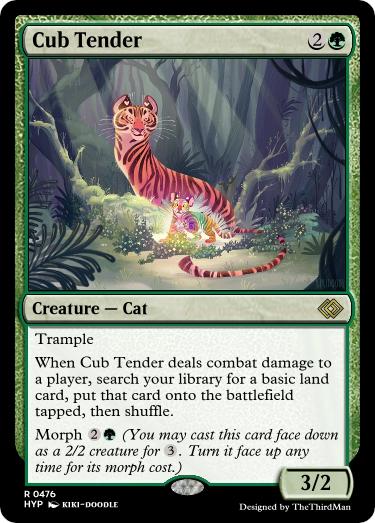 Cub Tender 2
Creature — Cat
Trample
When Cub Tender deals combat damage to
a player, search your library for a basic land
card, put that card onto the battlefield
tapped, then shuffle.
Morph 2 (You may cast this card face down
as a 2/2 creature for 3. Turn it face up any
time for its morph cost.)
3/2
R 0476
HYP KIKI-DOODLE
Designed by TheThirdMan